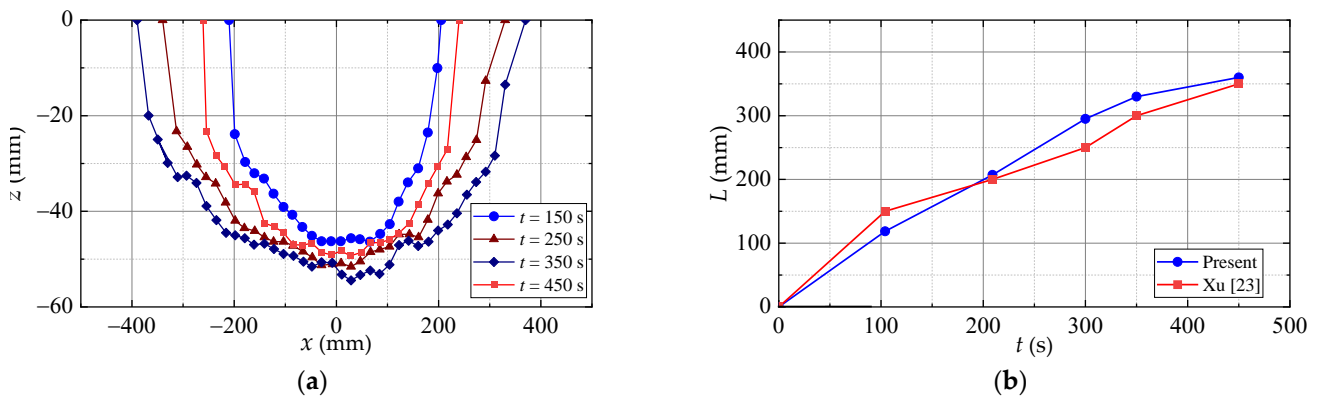 0
−20
−40
−60
z (mm)
−400
−200
0
200
400
x (mm)
t = 150 s
t = 250 s
t = 350 s
t = 450 s
(a)
400
300
200
100
0
L (mm)
0
100
200
300
400
500
t (s)
Present
Xu [23]
(b)